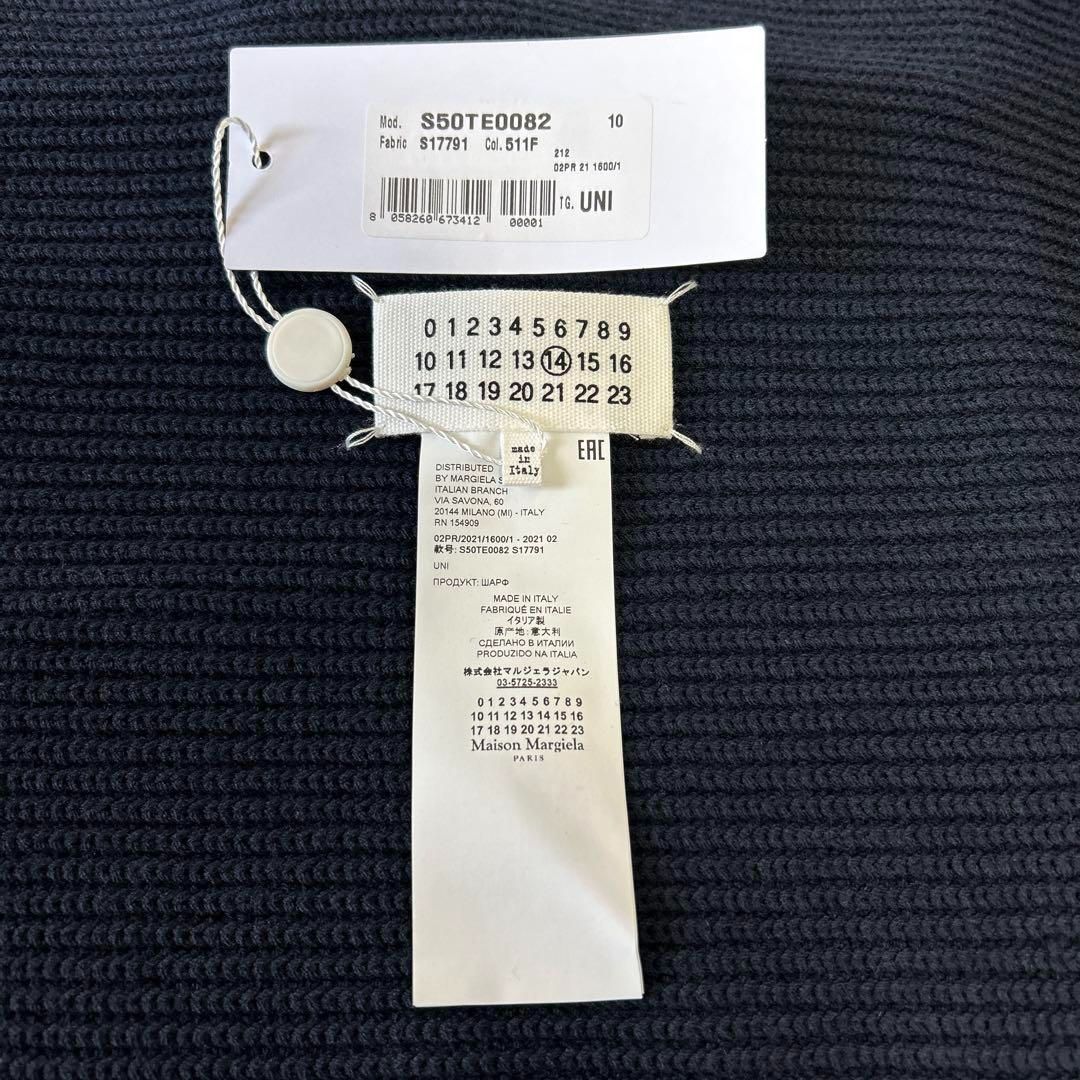 Mod. S50TE0082 10
Fabric S17791 Col. 511F
212
02PR 21 1600/1
8 058260 673412 00001 TG. UNI
0 1 2 3 4 5 6 7 8 9
10 11 12 13 14 15 16
17 18 19 20 21 22 23
made
in
Italy
EAC
DISTRIBUTED
BY MARGIELA
ITALIAN BRANCH
VIA SAVONA, 60
20144 MILANO (MI) - ITALY
RN 154909
02PR/2021/1600/1 - 2021 02
款号: S50TE0082 S17791
UNI
ПРОДУКТ: ШАРФ
MADE IN ITALY
FABRIQUÉ EN ITALIE
イタリア製
原产地: 意大利
СДЕЛАНО В ИТАЛИИ
PRODUZIDO NA ITALIA
株式会社マルジェラジャパン
03-5725-2333
0 1 2 3 4 5 6 7 8 9
10 11 12 13 14 15 16
17 18 19 20 21 22 23
Maison Margiela
PARIS